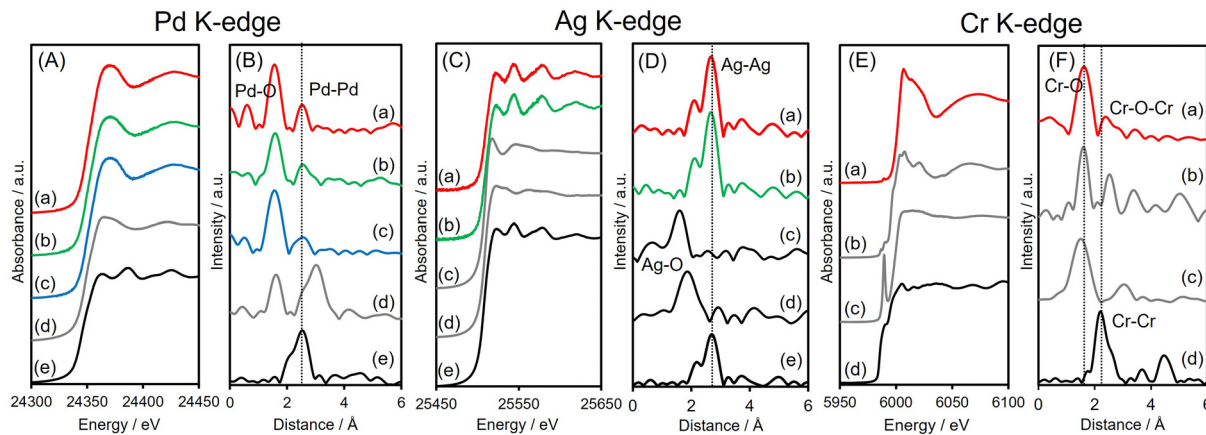 Pd K-edge
Ag K-edge
Cr K-edge
(A)
(a)
(b)
(c)
(d)
(e)
Absorbance / a.u.
24300 24350 24400 24450
Energy / eV
(B)
Pd-O
Pd-Pd
(a)
(b)
(c)
(d)
(e)
Intensity / a.u.
0 2 4 6
Distance / Å
(C)
(a)
(b)
(c)
(d)
(e)
Absorbance / a.u.
25450 25550 25650
Energy / eV
(D)
Ag-Ag
(a)
(b)
(c)
Ag-O
(d)
(e)
Intensity / a.u.
0 2 4 6
Distance / Å
(E)
(a)
(b)
(c)
(d)
Absorbance / a.u.
5950 6000 6050 6100
Energy / eV
(F)
Cr-O
(a)
Cr-O-Cr
(b)
(c)
Cr-Cr
(d)
Intensity / a.u.
0 2 4 6
Distance / Å